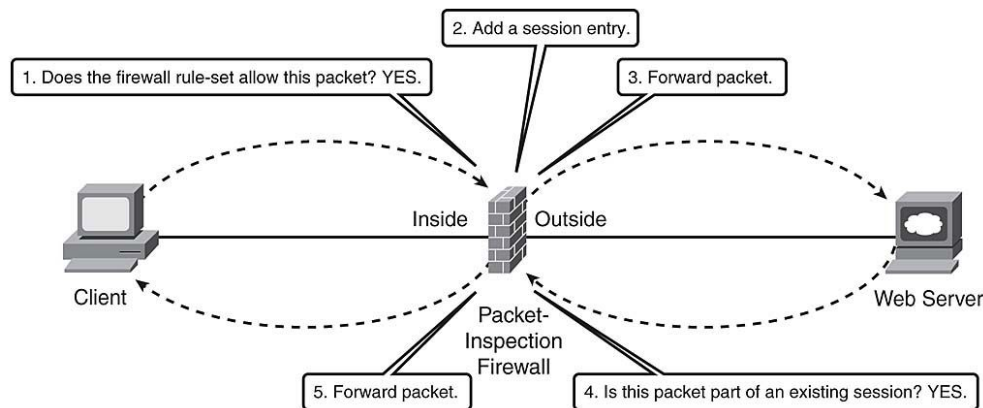 2. Add a session entry.
1. Does the firewall rule-set allow this packet? YES.
3. Forward packet.
Inside
Outside
Client
Web Server
Packet-
Inspection
Firewall
5. Forward packet.
4. Is this packet part of an existing session? YES.